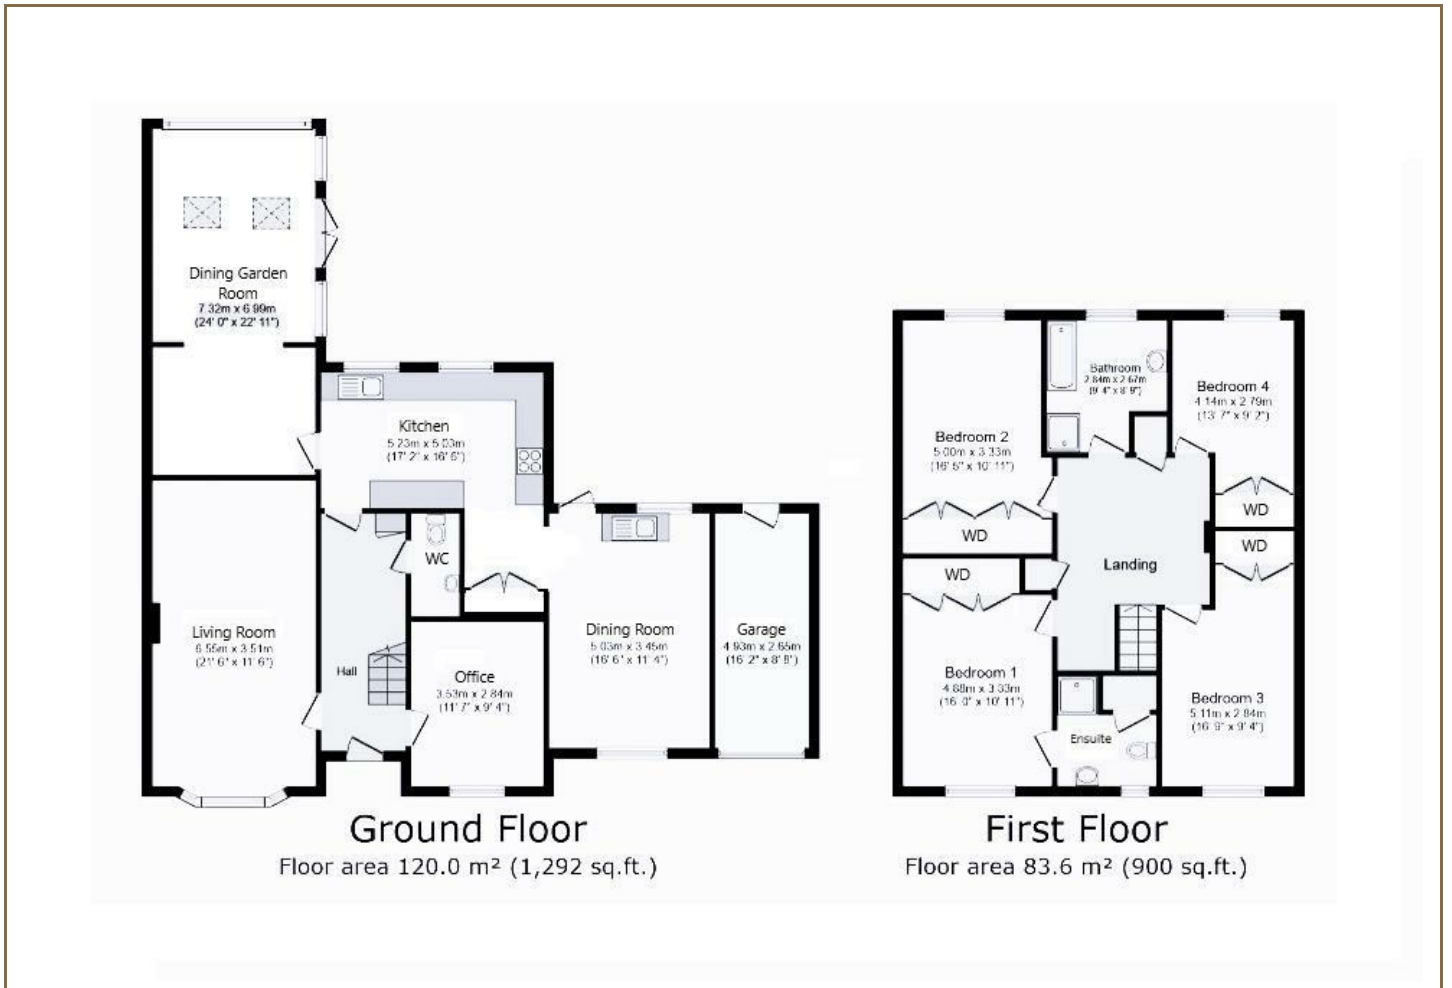 Dining Garden
Room
7.32m x 6.99m
(24' 0" x 22' 11")
Kitchen
5.23m x 5.03m
(17' 2" x 16' 6")
WC
Living Room
6.55m x 3.51m
(21' 6" x 11' 6")
Hall
Office
3.53m x 2.84m
(11' 7" x 9' 4")
Dining Room
5.03m x 3.45m
(16' 6" x 11' 4")
Garage
4.93m x 2.65m
(16' 2" x 8' 8")
Ground Floor
Floor area 120.0 m² (1,292 sq.ft.)
Bedroom 2
5.00m x 3.33m
(16' 5" x 10' 11")
WD
Bathroom
2.84m x 2.67m
(9' 4" x 8' 9")
Bedroom 4
4.14m x 2.79m
(13' 7" x 9' 2")
WD
WD
WD
Landing
Bedroom 1
4.88m x 3.33m
(16' 0" x 10' 11")
Ensuite
Bedroom 3
5.11m x 2.84m
(16' 9" x 9' 4")
First Floor
Floor area 83.6 m² (900 sq.ft.)